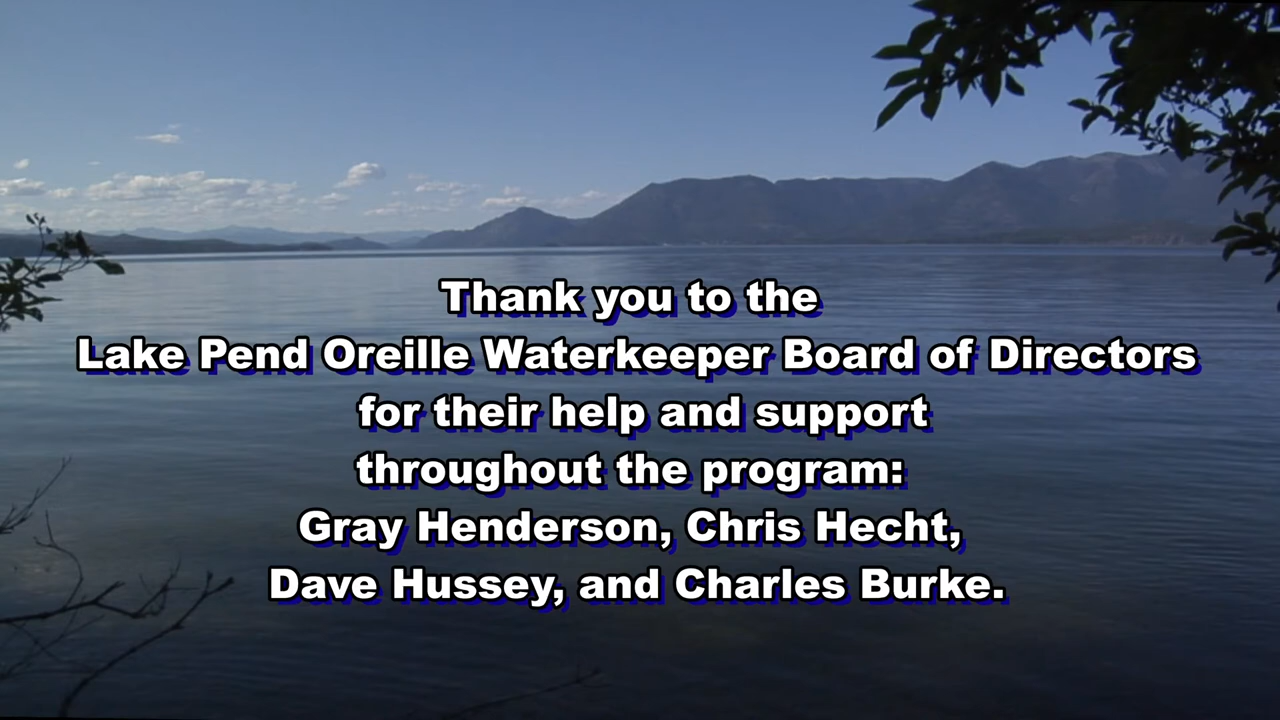 Thank you to the
Lake Pend Oreille Waterkeeper Board of Directors
for their help and support
throughout the program:
Gray Henderson, Chris Hecht,
Dave Hussey, and Charles Burke.